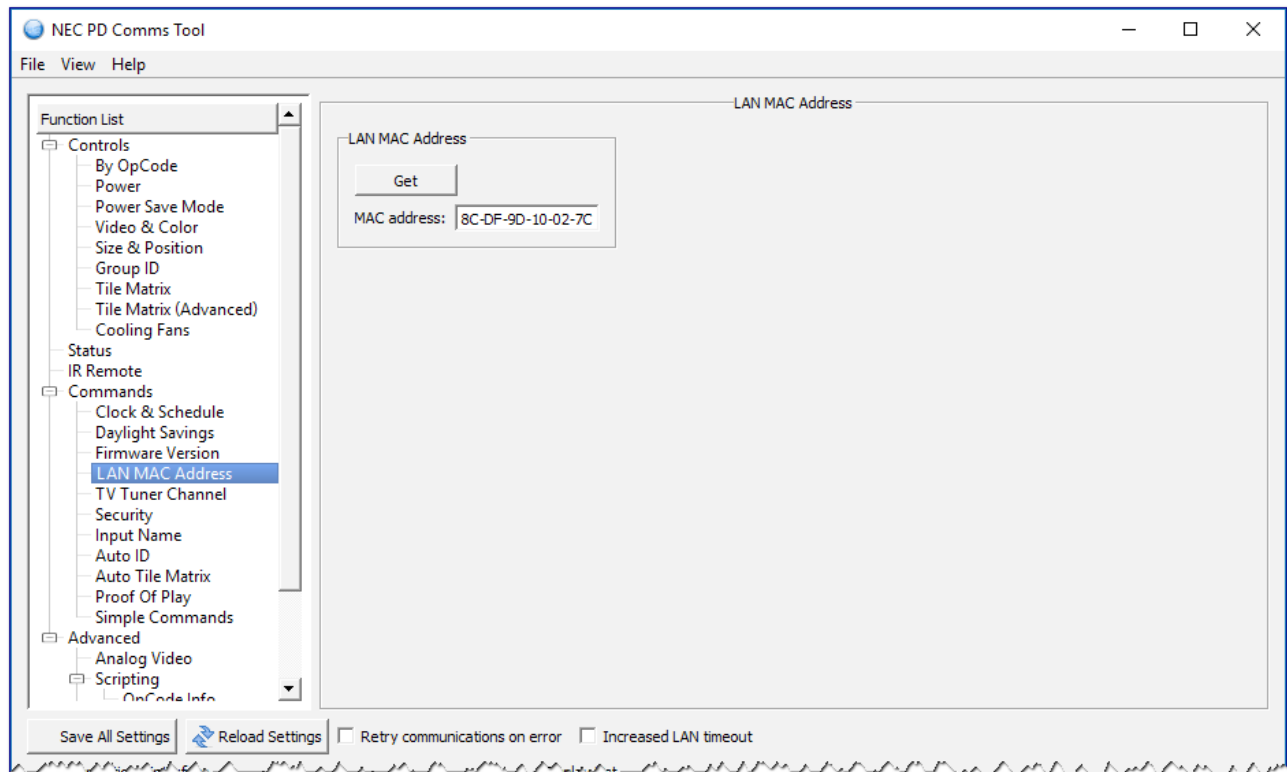 NEC PD Comms Tool
File View Help
Function List
Controls
By OpCode
Power
Power Save Mode
Video & Color
Size & Position
Group ID
Tile Matrix
Tile Matrix (Advanced)
Cooling Fans
Status
IR Remote
Commands
Clock & Schedule
Daylight Savings
Firmware Version
LAN MAC Address
TV Tuner Channel
Security
Input Name
Auto ID
Auto Tile Matrix
Proof Of Play
Simple Commands
Advanced
Analog Video
Scripting
OpCode Info
LAN MAC Address
LAN MAC Address
Get
MAC address: 8C-DF-9D-10-02-7C
Save All Settings Reload Settings Retry communications on error Increased LAN timeout